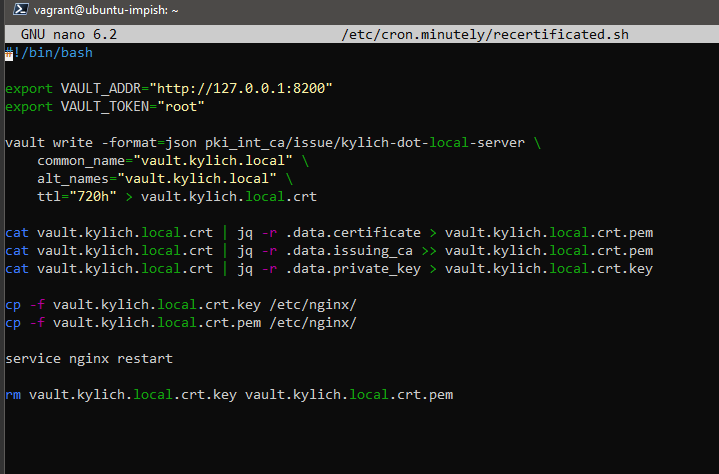 vagrant@ubuntu-impish: ~
GNU nano 6.2 /etc/cron.minutely/recertificated.sh
#!/bin/bash
export VAULT_ADDR="http://127.0.0.1:8200"
export VAULT_TOKEN="root"
vault write -format=json pki_int_ca/issue/kylich-dot-local-server \
    common_name="vault.kylich.local" \
    alt_names="vault.kylich.local" \
    ttl="720h" > vault.kylich.local.crt
cat vault.kylich.local.crt | jq -r .data.certificate > vault.kylich.local.crt.pem
cat vault.kylich.local.crt | jq -r .data.issuing_ca >> vault.kylich.local.crt.pem
cat vault.kylich.local.crt | jq -r .data.private_key > vault.kylich.local.crt.key
cp -f vault.kylich.local.crt.key /etc/nginx/
cp -f vault.kylich.local.crt.pem /etc/nginx/
service nginx restart
rm vault.kylich.local.crt.key vault.kylich.local.crt.pem